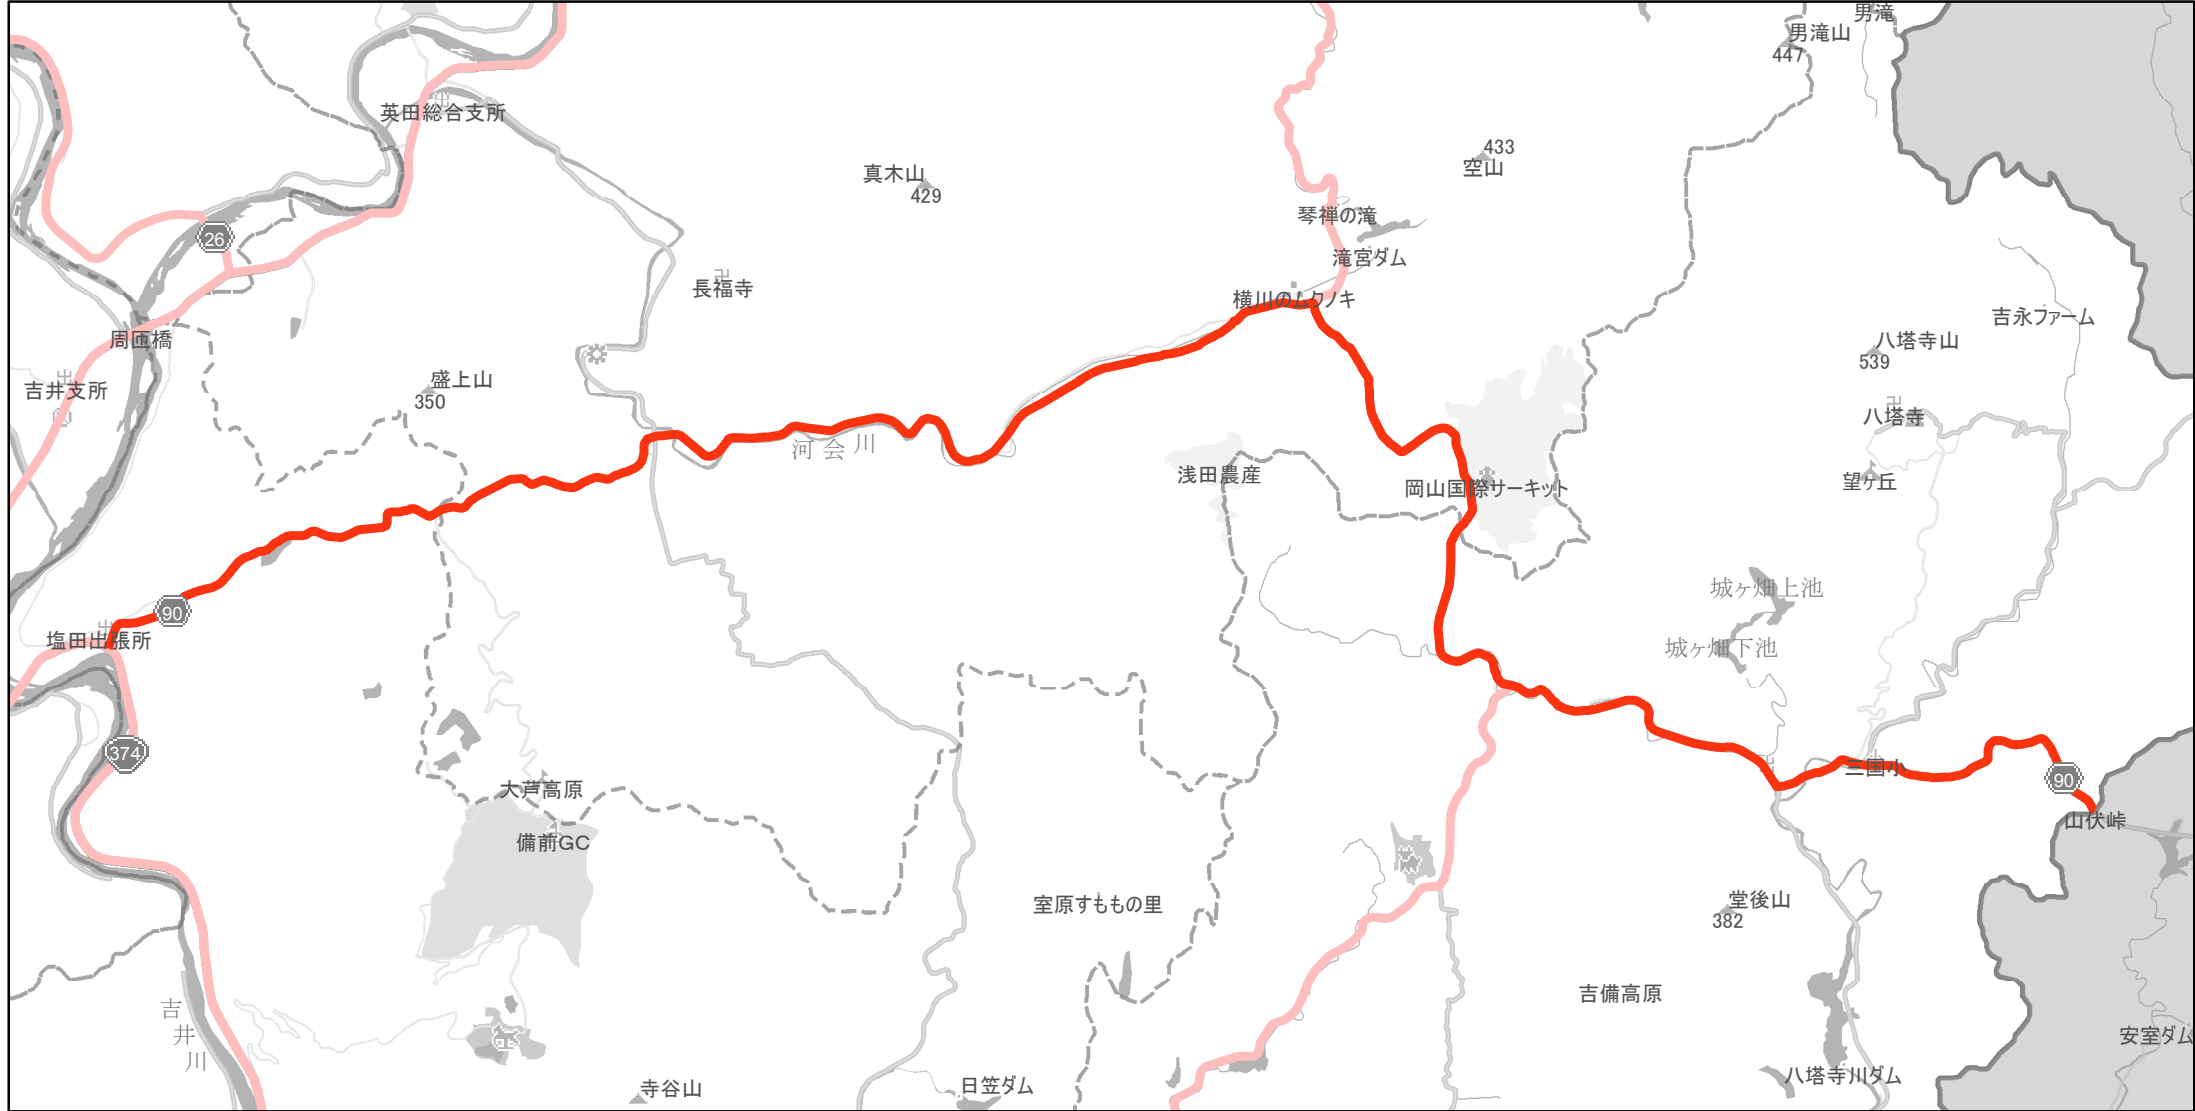 男滝
男滝山
447
英田総合支所
433
空山
真木山
429
琴禅の滝
26
滝宮ダム
長福寺
横川のムクノキ
吉永ファーム
周匝橋
八塔寺山
539
吉井支所
盛上山
350
八塔寺
河会川
浅田農産
岡山国際サーキット
望ヶ丘
城ヶ畑上池
90
塩田出張所
城ヶ畑下池
374
三国小
90
大芦高原
山伏峠
備前GC
室原すももの里
堂後山
382
吉備高原
吉井川
安室ダム
八塔寺川ダム
寺谷山
日笠ダム